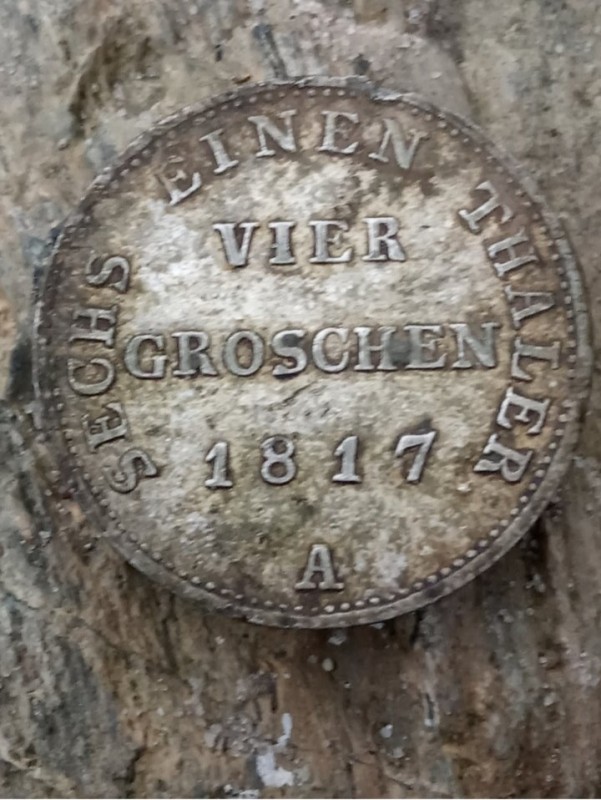 SECHS EINEN THALER
VIER
GROSCHEN
1817
A